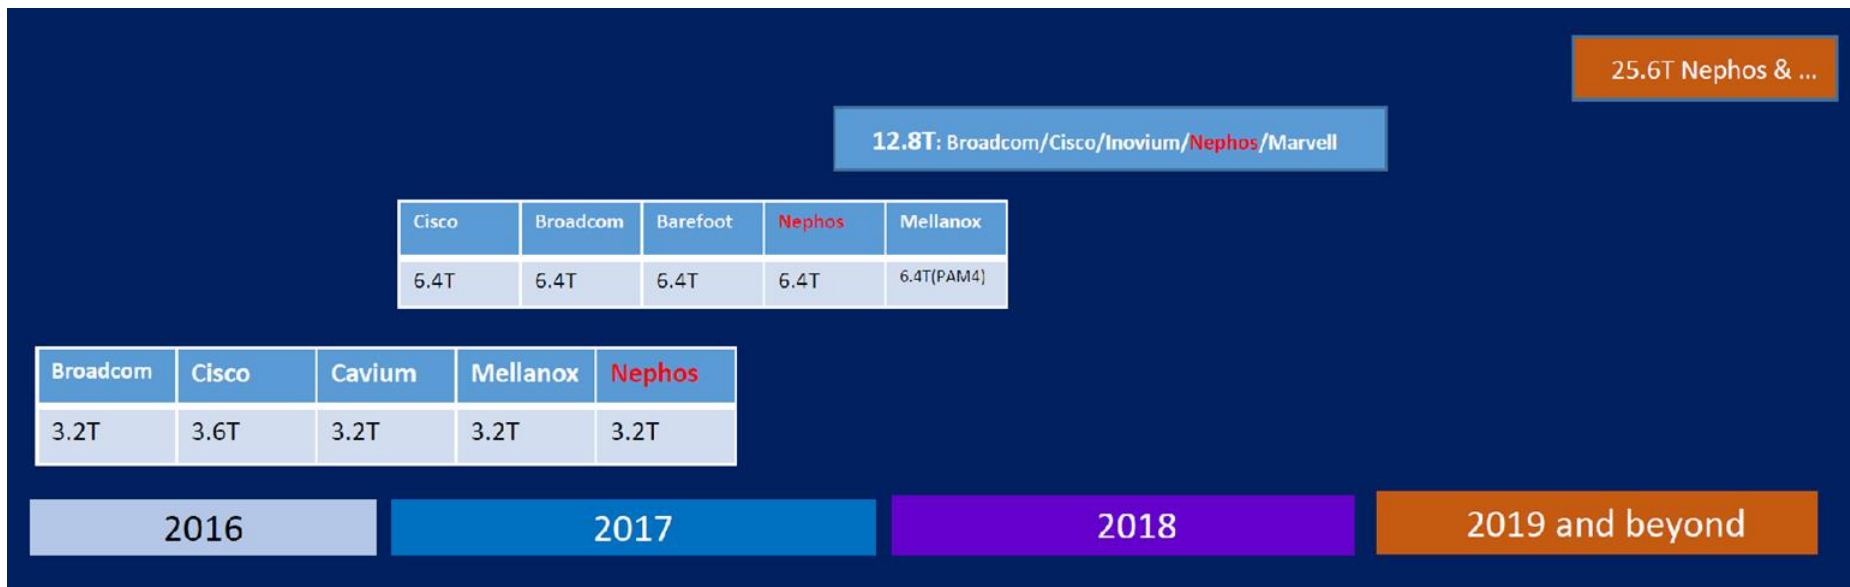 25.6T Nephos & ...
12.8T: Broadcom/Cisco/Inovium/Nephos/Marvell
Cisco Broadcom Barefoot Nephos Mellanox
6.4T 6.4T 6.4T 6.4T 6.4T(PAM4)
Broadcom Cisco Cavium Mellanox Nephos
3.2T 3.6T 3.2T 3.2T 3.2T
2016 2017 2018 2019 and beyond